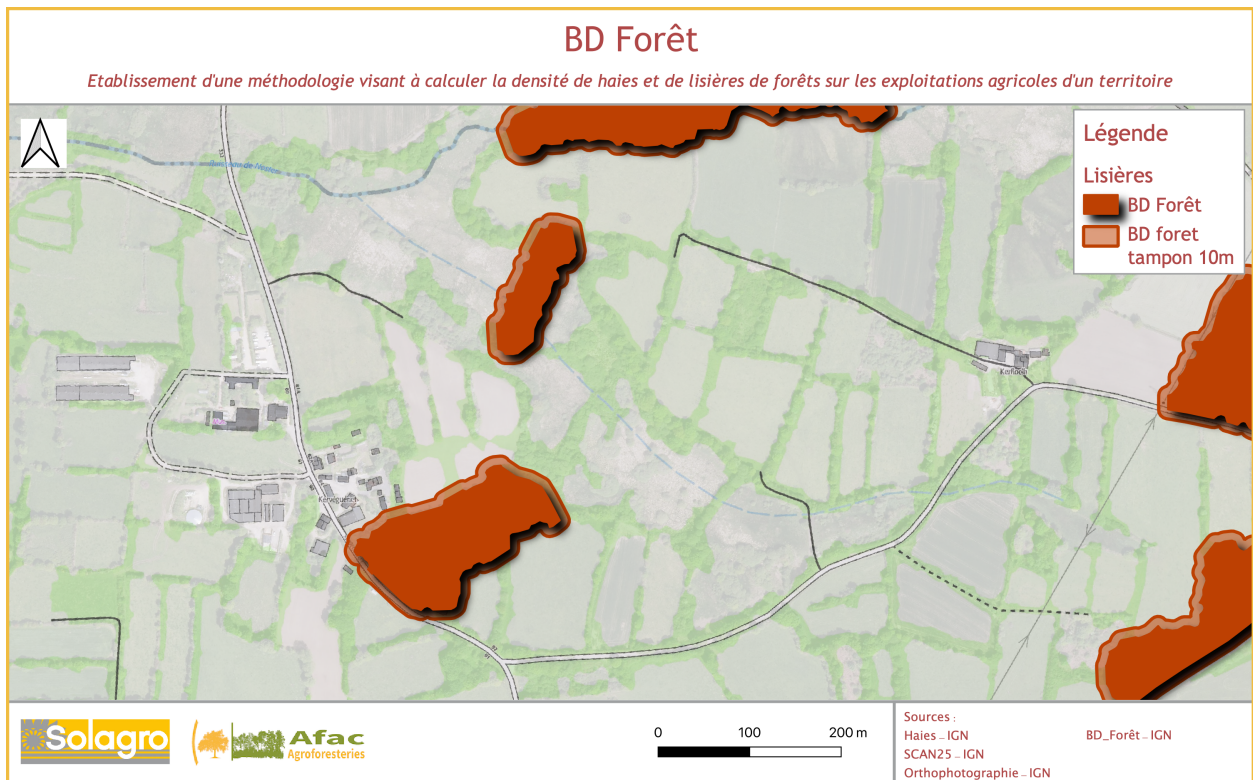 BD Forêt
Etablissement d'une méthodologie visant à calculer la densité de haies et de lisières de forêts sur les exploitations agricoles d'un territoire
Légende
Lisières
BD Forêt
BD foret
tampon 10m
Kerveguenet
Solagro
Afac
Agroforesteries
0 100 200 m
Sources :
Haies – IGN
BD_Forêt – IGN
SCAN25 – IGN
Orthophotographie – IGN